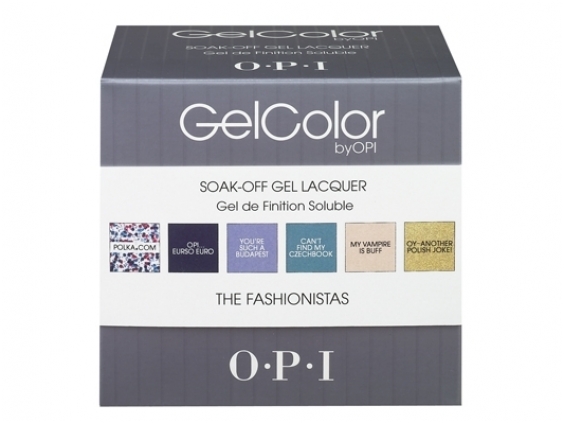 GelColor
byOPI
SOAK-OFF GEL LACQUER
Gel de Finition Soluble
O·P·I
GelColor
byOPI
SOAK-OFF GEL LACQUER
Gel de Finition Soluble
POLKA.COM
OPI...
EURSO EURO
YOU'RE
SUCH A
BUDAPEST
CAN'T
FIND MY
CZECHBOOK
MY VAMPIRE
IS BUFF
OY-ANOTHER
POLISH JOKE!
THE FASHIONISTAS
O·P·I